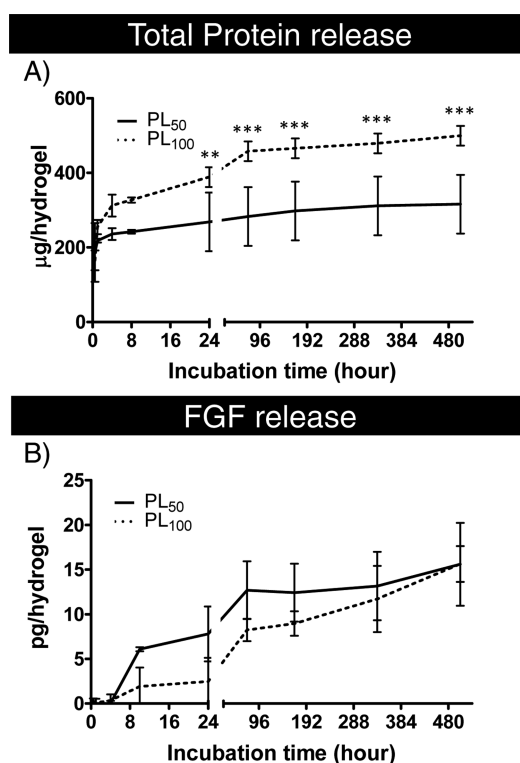 Total Protein release
A)
600
400
200
0
µg/hydrogel
PL50
PL100
** *** *** *** ***
0 8 16 24 96 192 288 384 480
Incubation time (hour)
FGF release
B)
25
20
15
10
5
0
pg/hydrogel
PL50
PL100
0 8 16 24 96 192 288 384 480
Incubation time (hour)